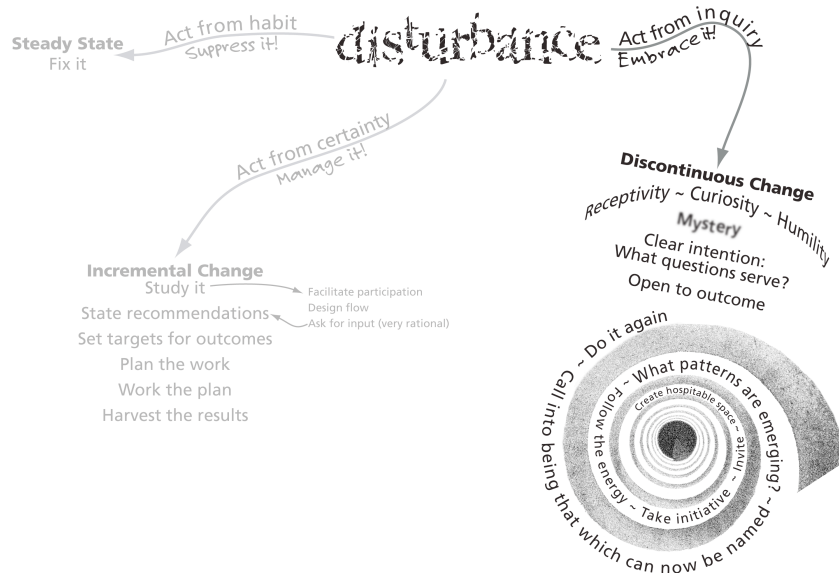 disturbance
Act from habit
Suppress it!
Steady State
Fix it
Act from certainty
Manage it!
Incremental Change
Study it
Facilitate participation
Design flow
Ask for input (very rational)
State recommendations
Set targets for outcomes
Plan the work
Work the plan
Harvest the results
Act from inquiry
Embrace it!
Discontinuous Change
Receptivity ~ Curiosity ~ Humility
Mystery
Clear intention:
What questions serve?
Open to outcome
Create hospitable space ~ Invite ~ Take initiative ~ Follow the energy ~ What patterns are emerging? ~ Call into being that which can now be named ~ Do it again